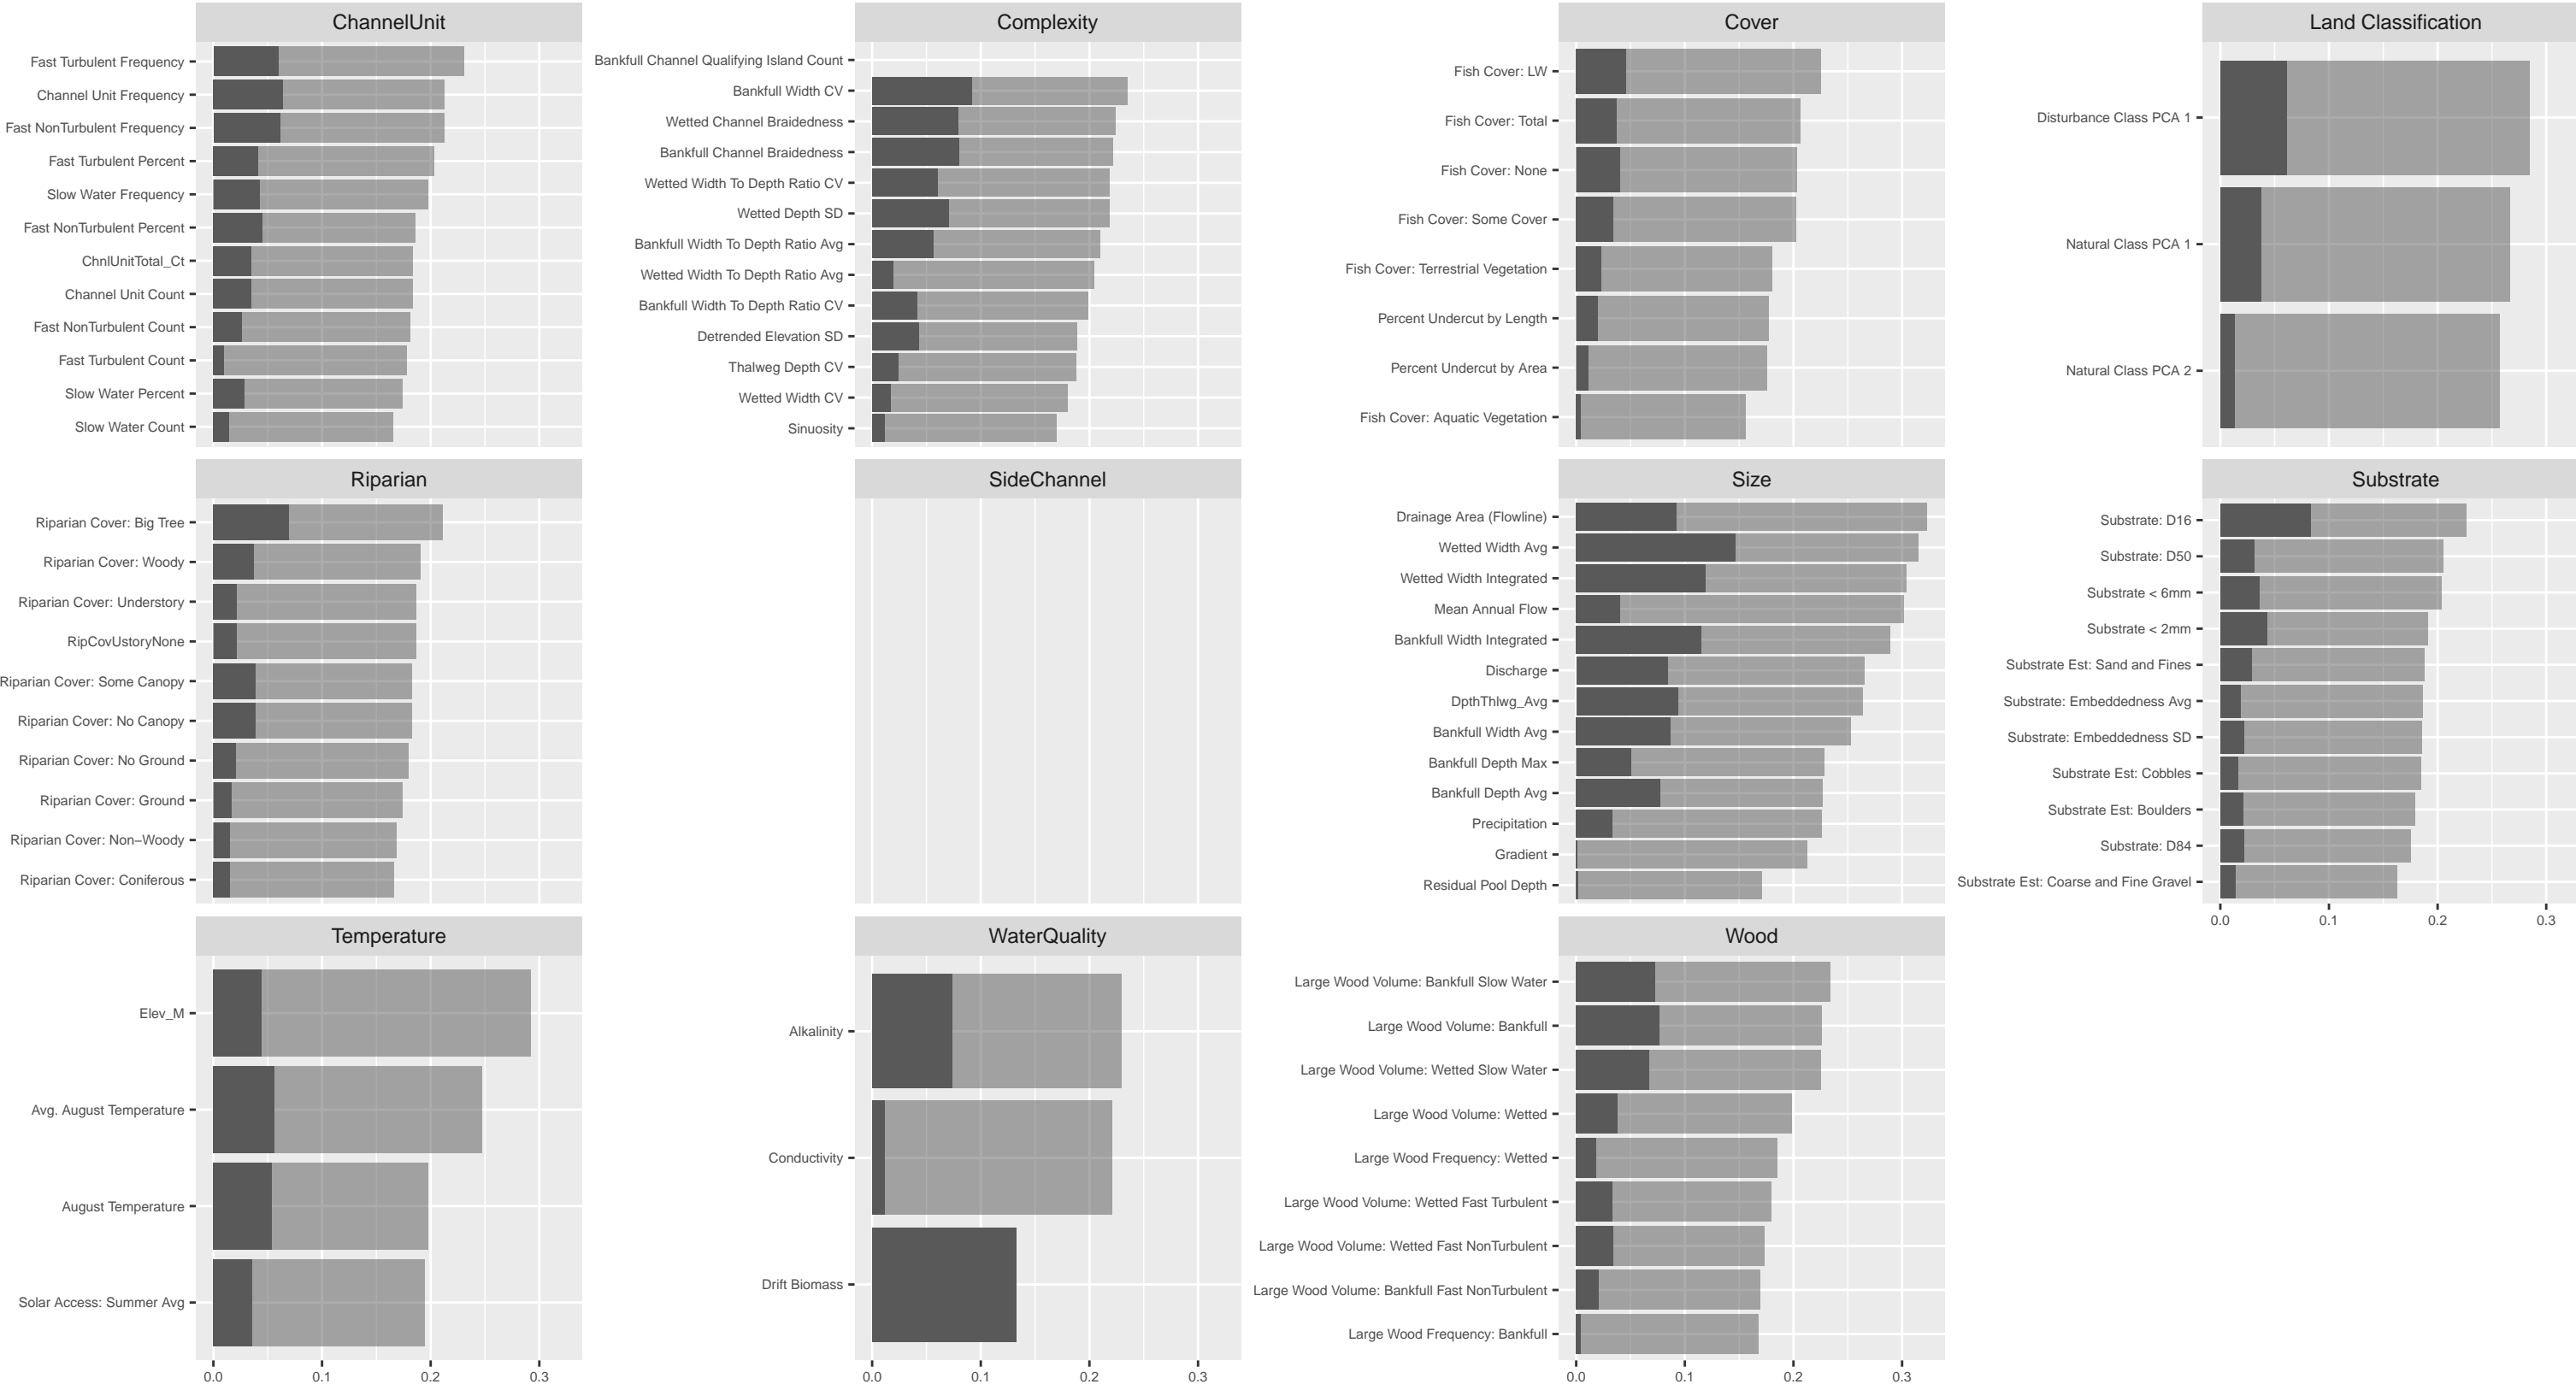 ChannelUnit
Fast Turbulent Frequency
Channel Unit Frequency
Fast NonTurbulent Frequency
Fast Turbulent Percent
Slow Water Frequency
Fast NonTurbulent Percent
ChnlUnitTotal_Ct
Channel Unit Count
Fast NonTurbulent Count
Fast Turbulent Count
Slow Water Percent
Slow Water Count
Complexity
Bankfull Channel Qualifying Island Count
Bankfull Width CV
Wetted Channel Braidedness
Bankfull Channel Braidedness
Wetted Width To Depth Ratio CV
Wetted Depth SD
Bankfull Width To Depth Ratio Avg
Wetted Width To Depth Ratio Avg
Bankfull Width To Depth Ratio CV
Detrended Elevation SD
Thalweg Depth CV
Wetted Width CV
Sinuosity
Cover
Fish Cover: LW
Fish Cover: Total
Fish Cover: None
Fish Cover: Some Cover
Fish Cover: Terrestrial Vegetation
Percent Undercut by Length
Percent Undercut by Area
Fish Cover: Aquatic Vegetation
Land Classification
Disturbance Class PCA 1
Natural Class PCA 1
Natural Class PCA 2
Riparian
Riparian Cover: Big Tree
Riparian Cover: Woody
Riparian Cover: Understory
RipCovUstoryNone
Riparian Cover: Some Canopy
Riparian Cover: No Canopy
Riparian Cover: No Ground
Riparian Cover: Ground
Riparian Cover: Non−Woody
Riparian Cover: Coniferous
SideChannel
Size
Drainage Area (Flowline)
Wetted Width Avg
Wetted Width Integrated
Mean Annual Flow
Bankfull Width Integrated
Discharge
DpthThlwg_Avg
Bankfull Width Avg
Bankfull Depth Max
Bankfull Depth Avg
Precipitation
Gradient
Residual Pool Depth
Substrate
Substrate: D16
Substrate: D50
Substrate < 6mm
Substrate < 2mm
Substrate Est: Sand and Fines
Substrate: Embeddedness Avg
Substrate: Embeddedness SD
Substrate Est: Cobbles
Substrate Est: Boulders
Substrate: D84
Substrate Est: Coarse and Fine Gravel
0.0 0.1 0.2 0.3
Temperature
Elev_M
Avg. August Temperature
August Temperature
Solar Access: Summer Avg
0.0 0.1 0.2 0.3
WaterQuality
Alkalinity
Conductivity
Drift Biomass
0.0 0.1 0.2 0.3
Wood
Large Wood Volume: Bankfull Slow Water
Large Wood Volume: Bankfull
Large Wood Volume: Wetted Slow Water
Large Wood Volume: Wetted
Large Wood Frequency: Wetted
Large Wood Volume: Wetted Fast Turbulent
Large Wood Volume: Wetted Fast NonTurbulent
Large Wood Volume: Bankfull Fast NonTurbulent
Large Wood Frequency: Bankfull
0.0 0.1 0.2 0.3